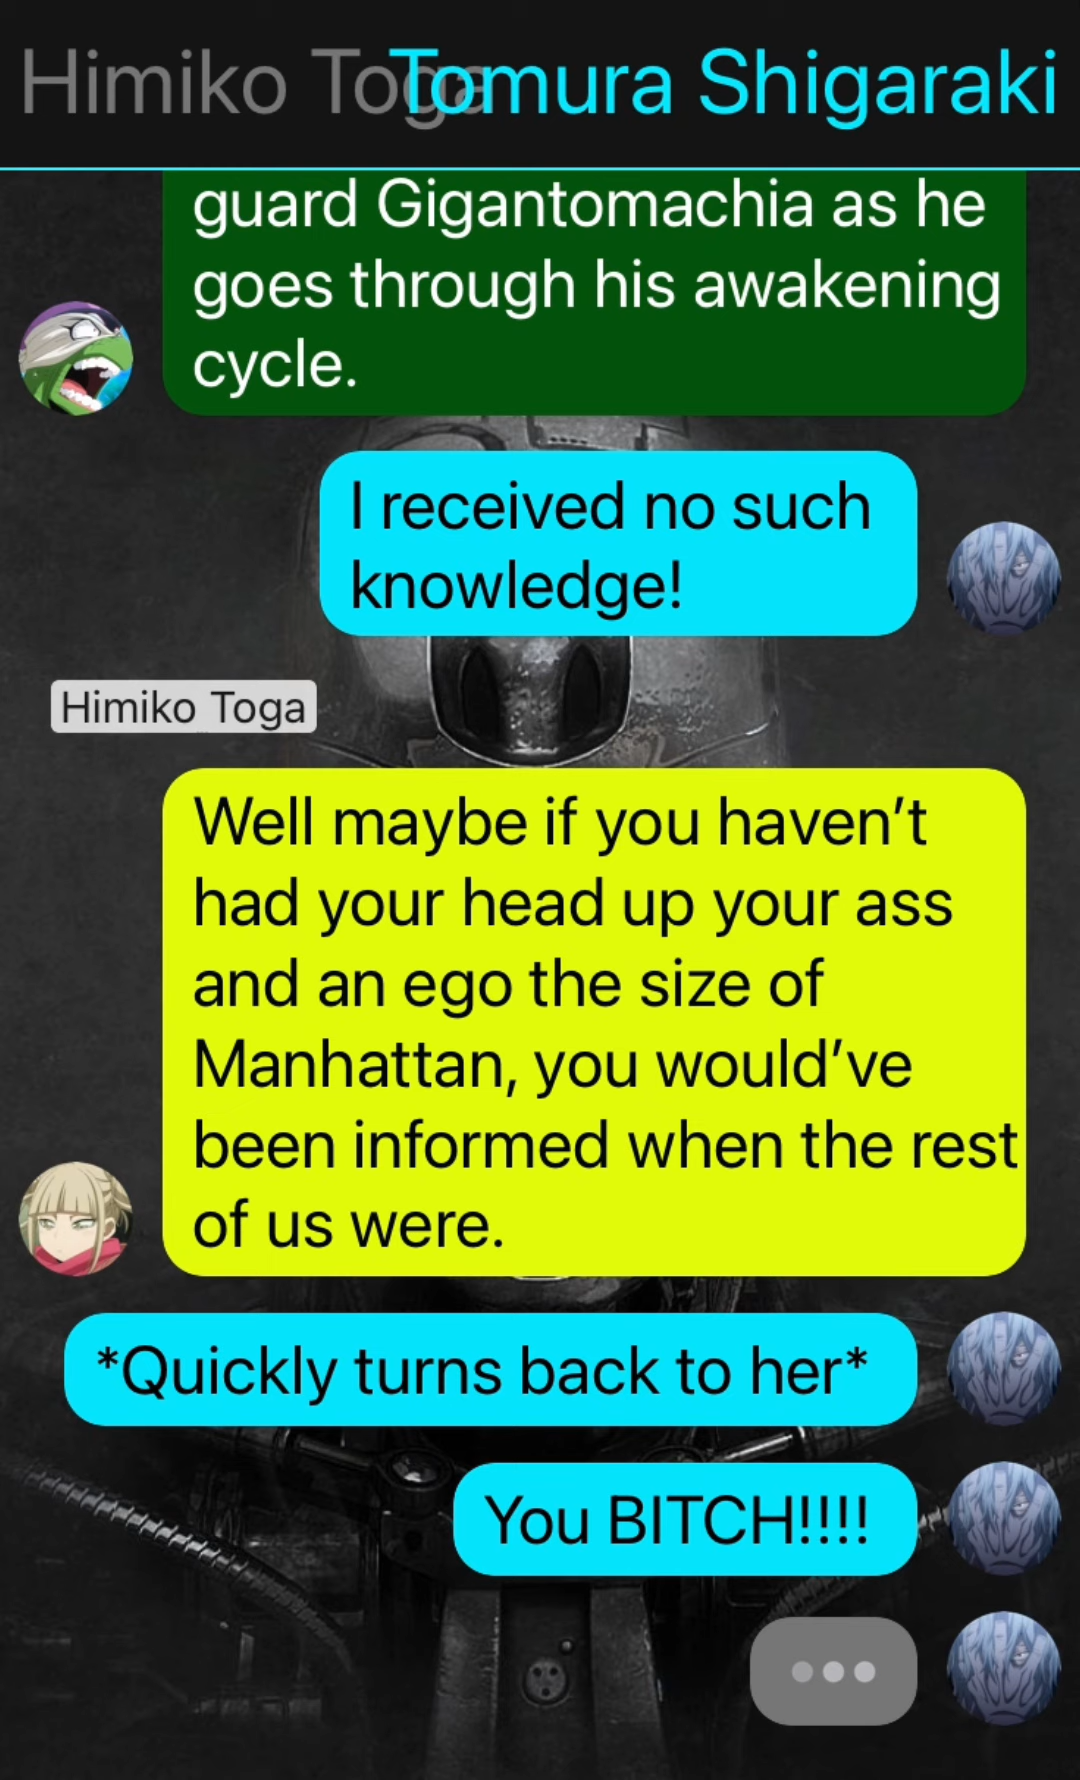 Himiko Toga
Tomura Shigaraki
guard Gigantomachia as he
goes through his awakening
cycle.
I received no such
knowledge!
Himiko Toga
Well maybe if you haven’t
had your head up your ass
and an ego the size of
Manhattan, you would’ve
been informed when the rest
of us were.
*Quickly turns back to her*
You BITCH!!!!